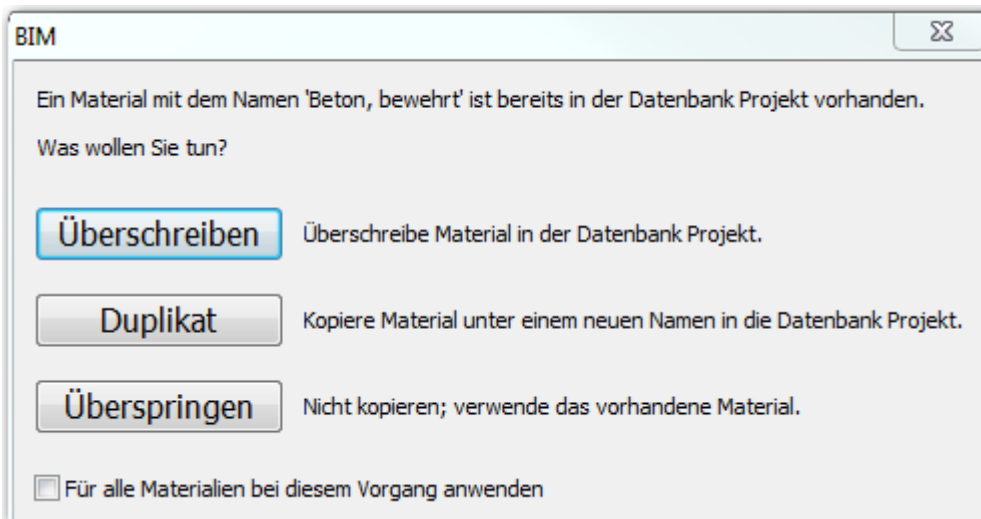 BIM
Ein Material mit dem Namen 'Beton, bewehrt' ist bereits in der Datenbank Projekt vorhanden.
Was wollen Sie tun?
Überschreiben Überschreibe Material in der Datenbank Projekt.
Duplikat Kopiere Material unter einem neuen Namen in die Datenbank Projekt.
Überspringen Nicht kopieren; verwende das vorhandene Material.
Für alle Materialien bei diesem Vorgang anwenden